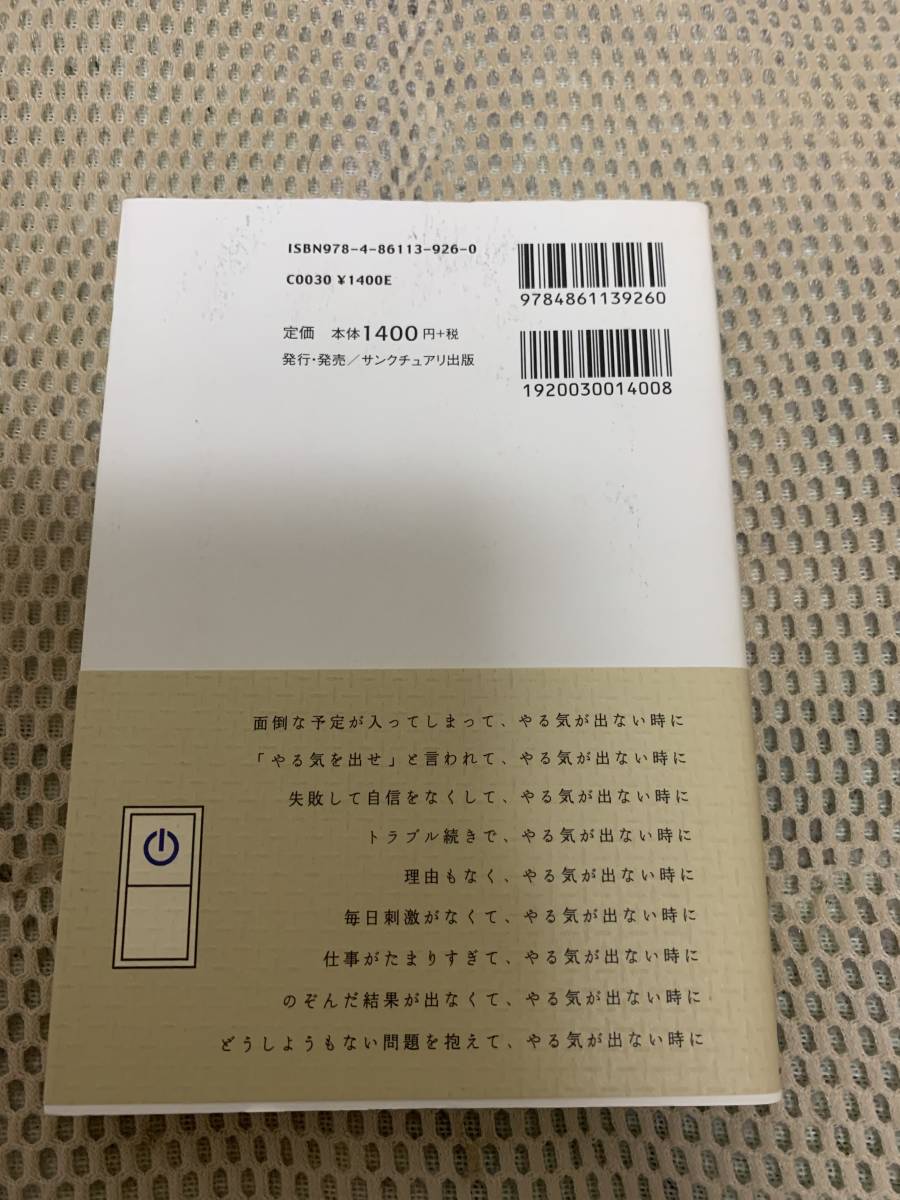 ISBN978-4-86113-926-0
C0030 ¥1400E
定価 本体1400円+税
発行・発売／サンクチュアリ出版
9784861139260
1920030014008
面倒な予定が入ってしまって、やる気が出ない時に
「やる気を出せ」と言われて、やる気が出ない時に
失敗して自信をなくして、やる気が出ない時に
トラブル続きで、やる気が出ない時に
理由もなく、やる気が出ない時に
毎日刺激がなくて、やる気が出ない時に
仕事がたまりすぎて、やる気が出ない時に
のぞんだ結果が出なくて、やる気が出ない時に
どうしようもない問題を抱えて、やる気が出ない時に